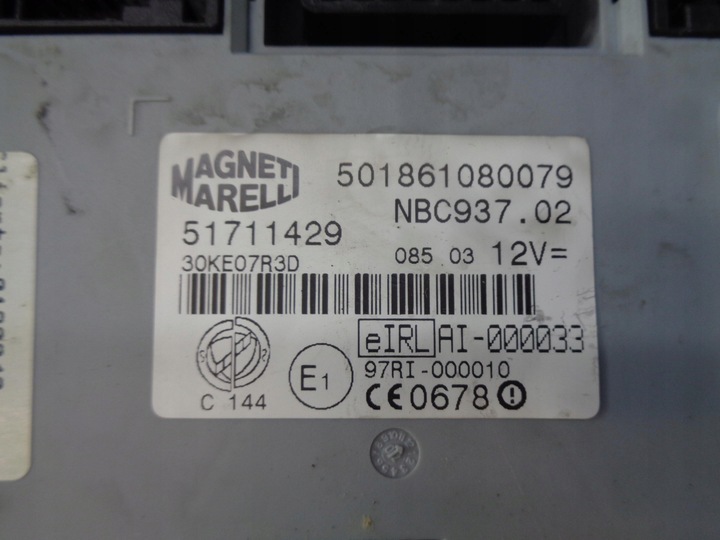 MAGNETI
MARELLI
501861080079
NBC937.02
51711429
30KE07R3D
085 03 12V=
eIRL AI-000033
97RI-000010
C 144
E1
CE0678